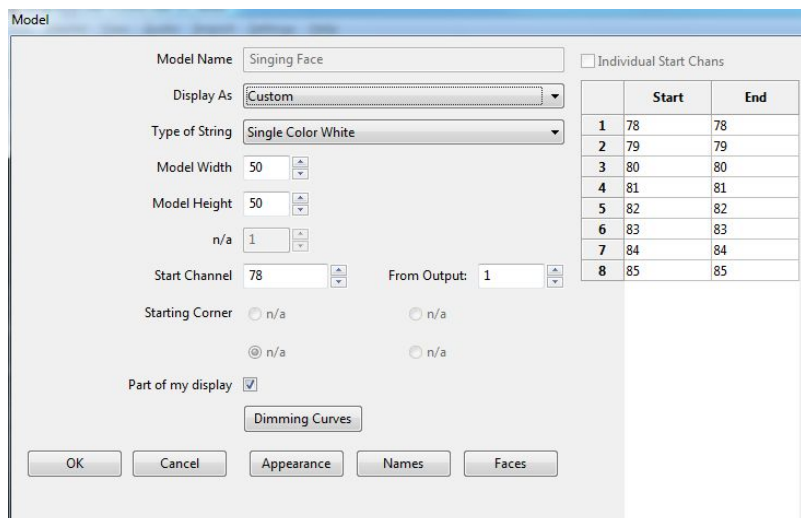 Model
Model Name Singing Face
Individual Start Chans
Display As Custom
Start End
Type of String Single Color White
1 78 78
2 79 79
Model Width 50
3 80 80
4 81 81
Model Height 50
5 82 82
6 83 83
n/a 1
7 84 84
Start Channel 78 From Output: 1
8 85 85
Starting Corner n/a n/a
n/a n/a
Part of my display
Dimming Curves
OK Cancel Appearance Names Faces